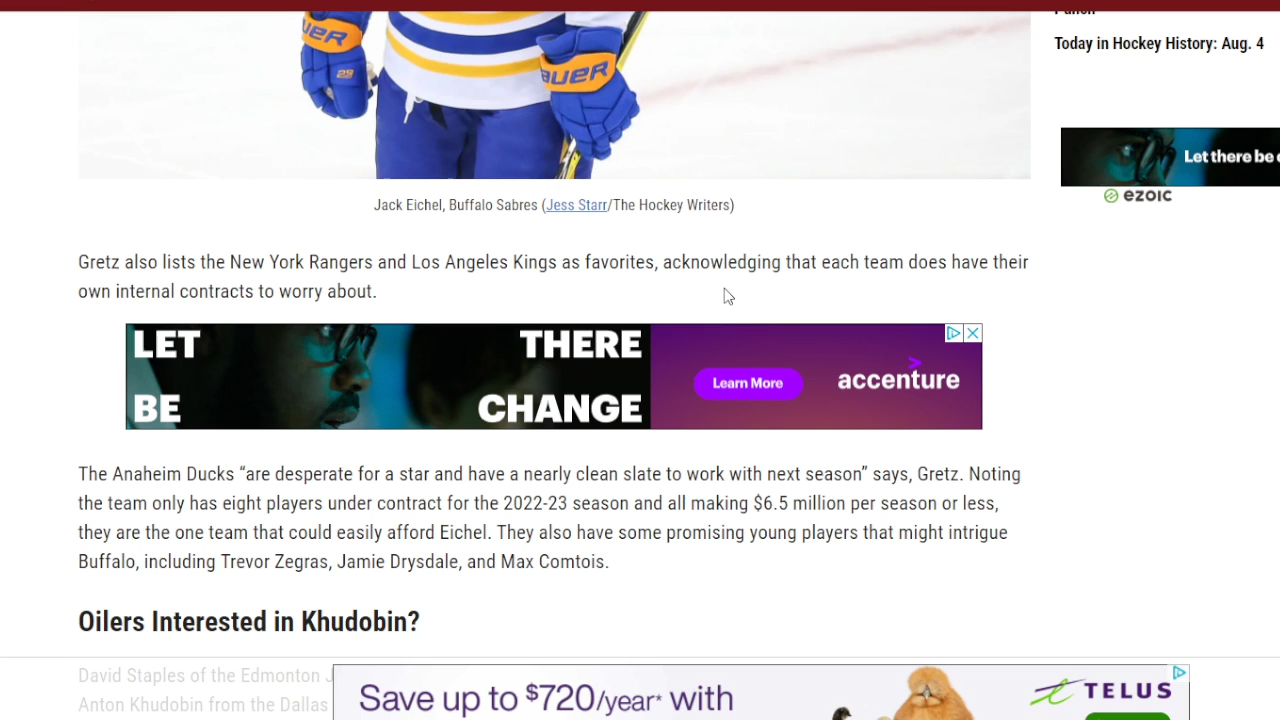 Today in Hockey History: Aug. 4
AUER
29
AUER
Let there be
ezoic
Jack Eichel, Buffalo Sabres (Jess Starr/The Hockey Writers)
Gretz also lists the New York Rangers and Los Angeles Kings as favorites, acknowledging that each team does have their
own internal contracts to worry about.
LET THERE
BE CHANGE
Learn More
accenture
The Anaheim Ducks “are desperate for a star and have a nearly clean slate to work with next season” says, Gretz. Noting
the team only has eight players under contract for the 2022-23 season and all making $6.5 million per season or less,
they are the one team that could easily afford Eichel. They also have some promising young players that might intrigue
Buffalo, including Trevor Zegras, Jamie Drysdale, and Max Comtois.
Oilers Interested in Khudobin?
David Staples of the Edmonton J
Anton Khudobin from the Dallas
Save up to $720/year* with
TELUS